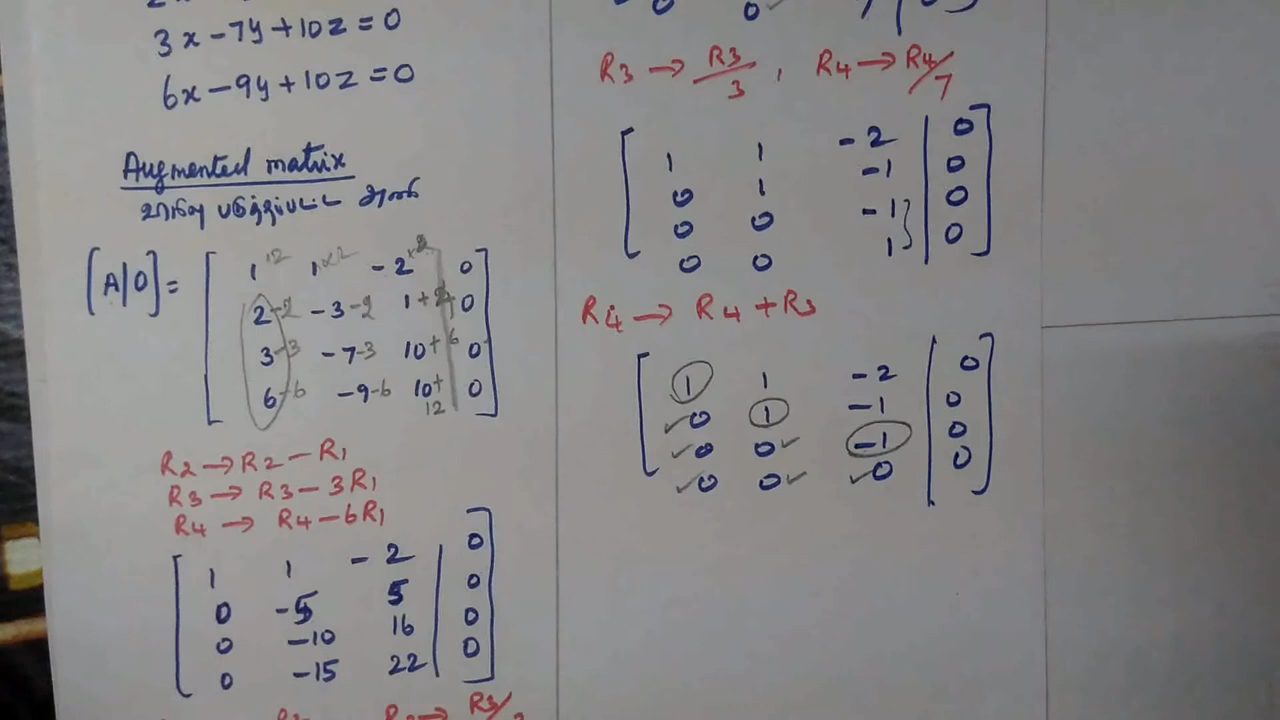 3x - 7y + 10z = 0
6x - 9y + 10z = 0
Augmented matrix
[A|0] =
1 12 1 x2 - 2 x2 0
2 -2 - 3 -2 1 + 0
3 -3 - 7 -3 10 + 6 0
6 -6 - 9 -6 10 + 12 0
R2 → R2 - R1
R3 → R3 - 3R1
R4 → R4 - 6R1
1 1 - 2 0
0 -5 5 0
0 -10 16 0
0 -15 22 0
R3/
R3 → R3/3 , R4 → R4/7
1 1 - 2 0
0 1 -1 0
0 0 -1 0
0 0 1 0
R4 → R4 + R3
1 1 - 2 0
0 1 -1 0
0 0 -1 0
0 0 0 0